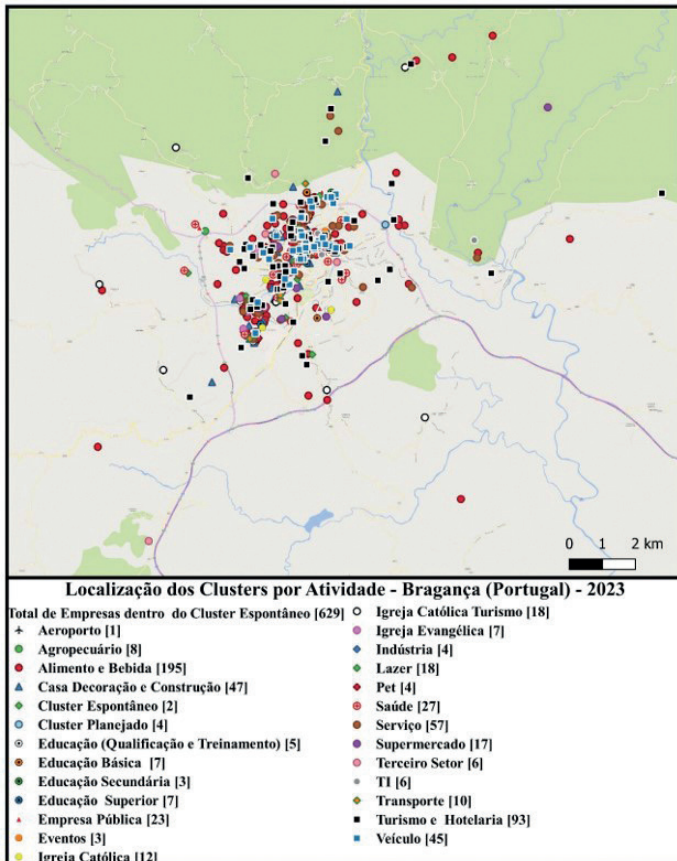 0 1 2 km
Localização dos Clusters por Atividade - Bragança (Portugal) - 2023
Total de Empresas dentro do Cluster Espontâneo [629]
Aeroporto [1]
Agropecuário [8]
Alimento e Bebida [195]
Casa Decoração e Construção [47]
Cluster Espontâneo [2]
Cluster Planejado [4]
Educação (Qualificação e Treinamento) [5]
Educação Básica [7]
Educação Secundária [3]
Educação Superior [7]
Empresa Pública [23]
Eventos [3]
Igreja Católica [12]
Igreja Católica Turismo [18]
Igreja Evangélica [7]
Indústria [4]
Lazer [18]
Pet [4]
Saúde [27]
Serviço [57]
Supermercado [17]
Terceiro Setor [6]
TI [6]
Transporte [10]
Turismo e Hotelaria [93]
Veículo [45]